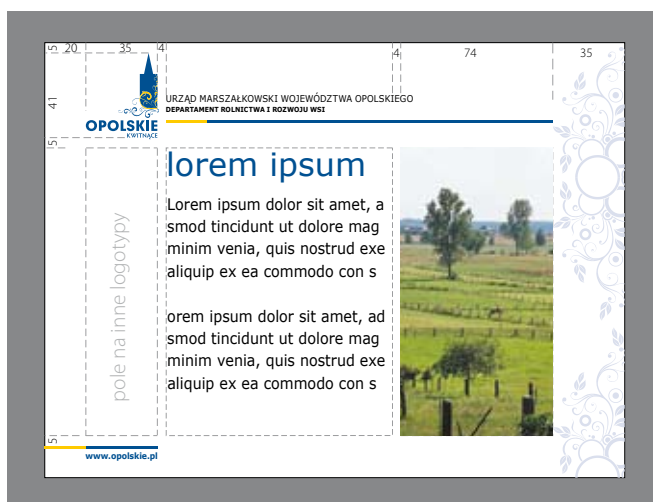 5
20
35
4
4
74
35
41
OPOLSKIE
KWITNĄCE
URZĄD MARSZAŁKOWSKI WOJEWÓDZTWA OPOLSKIEGO
DEPARTAMENT ROLNICTWA I ROZWOJU WSI
5
lorem ipsum
Lorem ipsum dolor sit amet, a
smod tincidunt ut dolore mag
minim venia, quis nostrud exe
aliquip ex ea commodo con s
orem ipsum dolor sit amet, ad
smod tincidunt ut dolore mag
minim venia, quis nostrud exe
aliquip ex ea commodo con s
pole na inne logotypy
5
www.opolskie.pl